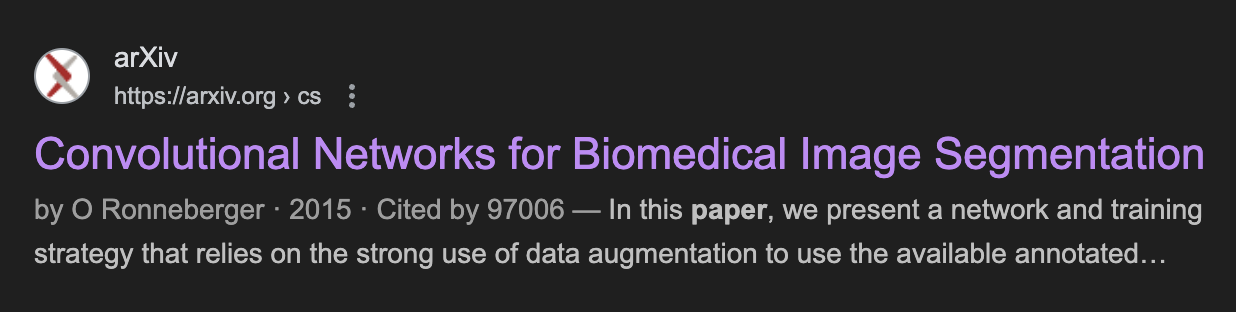 arXiv
https://arxiv.org › cs
Convolutional Networks for Biomedical Image Segmentation
by O Ronneberger · 2015 · Cited by 97006 — In this paper, we present a network and training
strategy that relies on the strong use of data augmentation to use the available annotated...